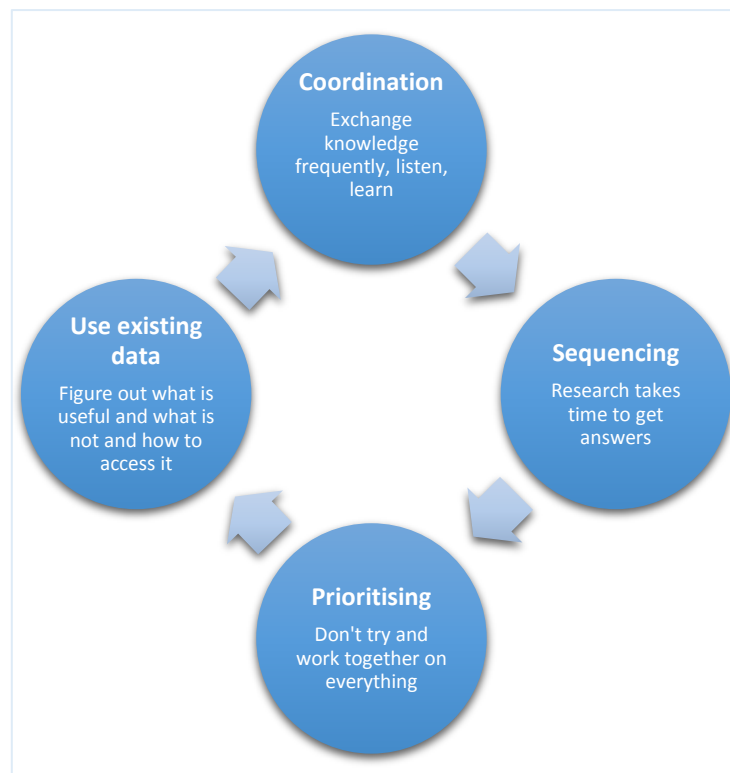 Coordination
Exchange
knowledge
frequently, listen,
learn
Sequencing
Research takes
time to get
answers
Prioritising
Don't try and
work together on
everything
Use existing
data
Figure out what is
useful and what is
not and how to
access it